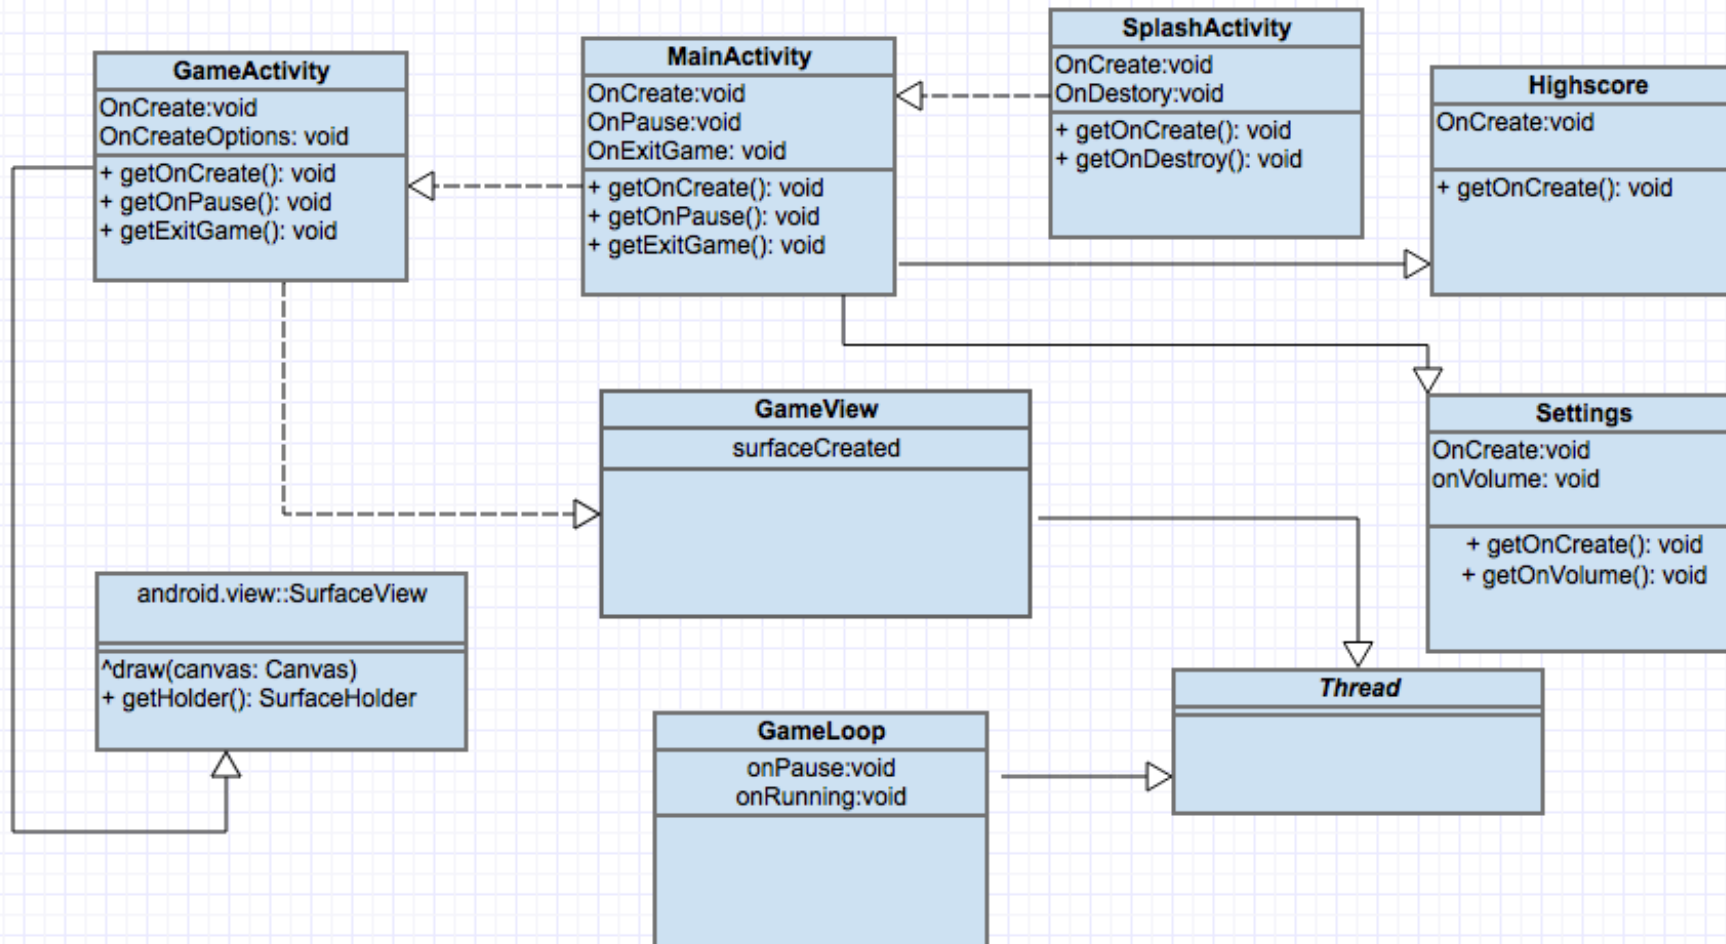 GameActivity
OnCreate:void
OnCreateOptions: void
+ getOnCreate(): void
+ getOnPause(): void
+ getExitGame(): void
MainActivity
OnCreate:void
OnPause:void
OnExitGame: void
+ getOnCreate(): void
+ getOnPause(): void
+ getExitGame(): void
SplashActivity
OnCreate:void
OnDestory:void
+ getOnCreate(): void
+ getOnDestroy(): void
Highscore
OnCreate:void
+ getOnCreate(): void
GameView
surfaceCreated
Settings
OnCreate:void
onVolume: void
+ getOnCreate(): void
+ getOnVolume(): void
android.view::SurfaceView
^draw(canvas: Canvas)
+ getHolder(): SurfaceHolder
GameLoop
onPause:void
onRunning:void
Thread